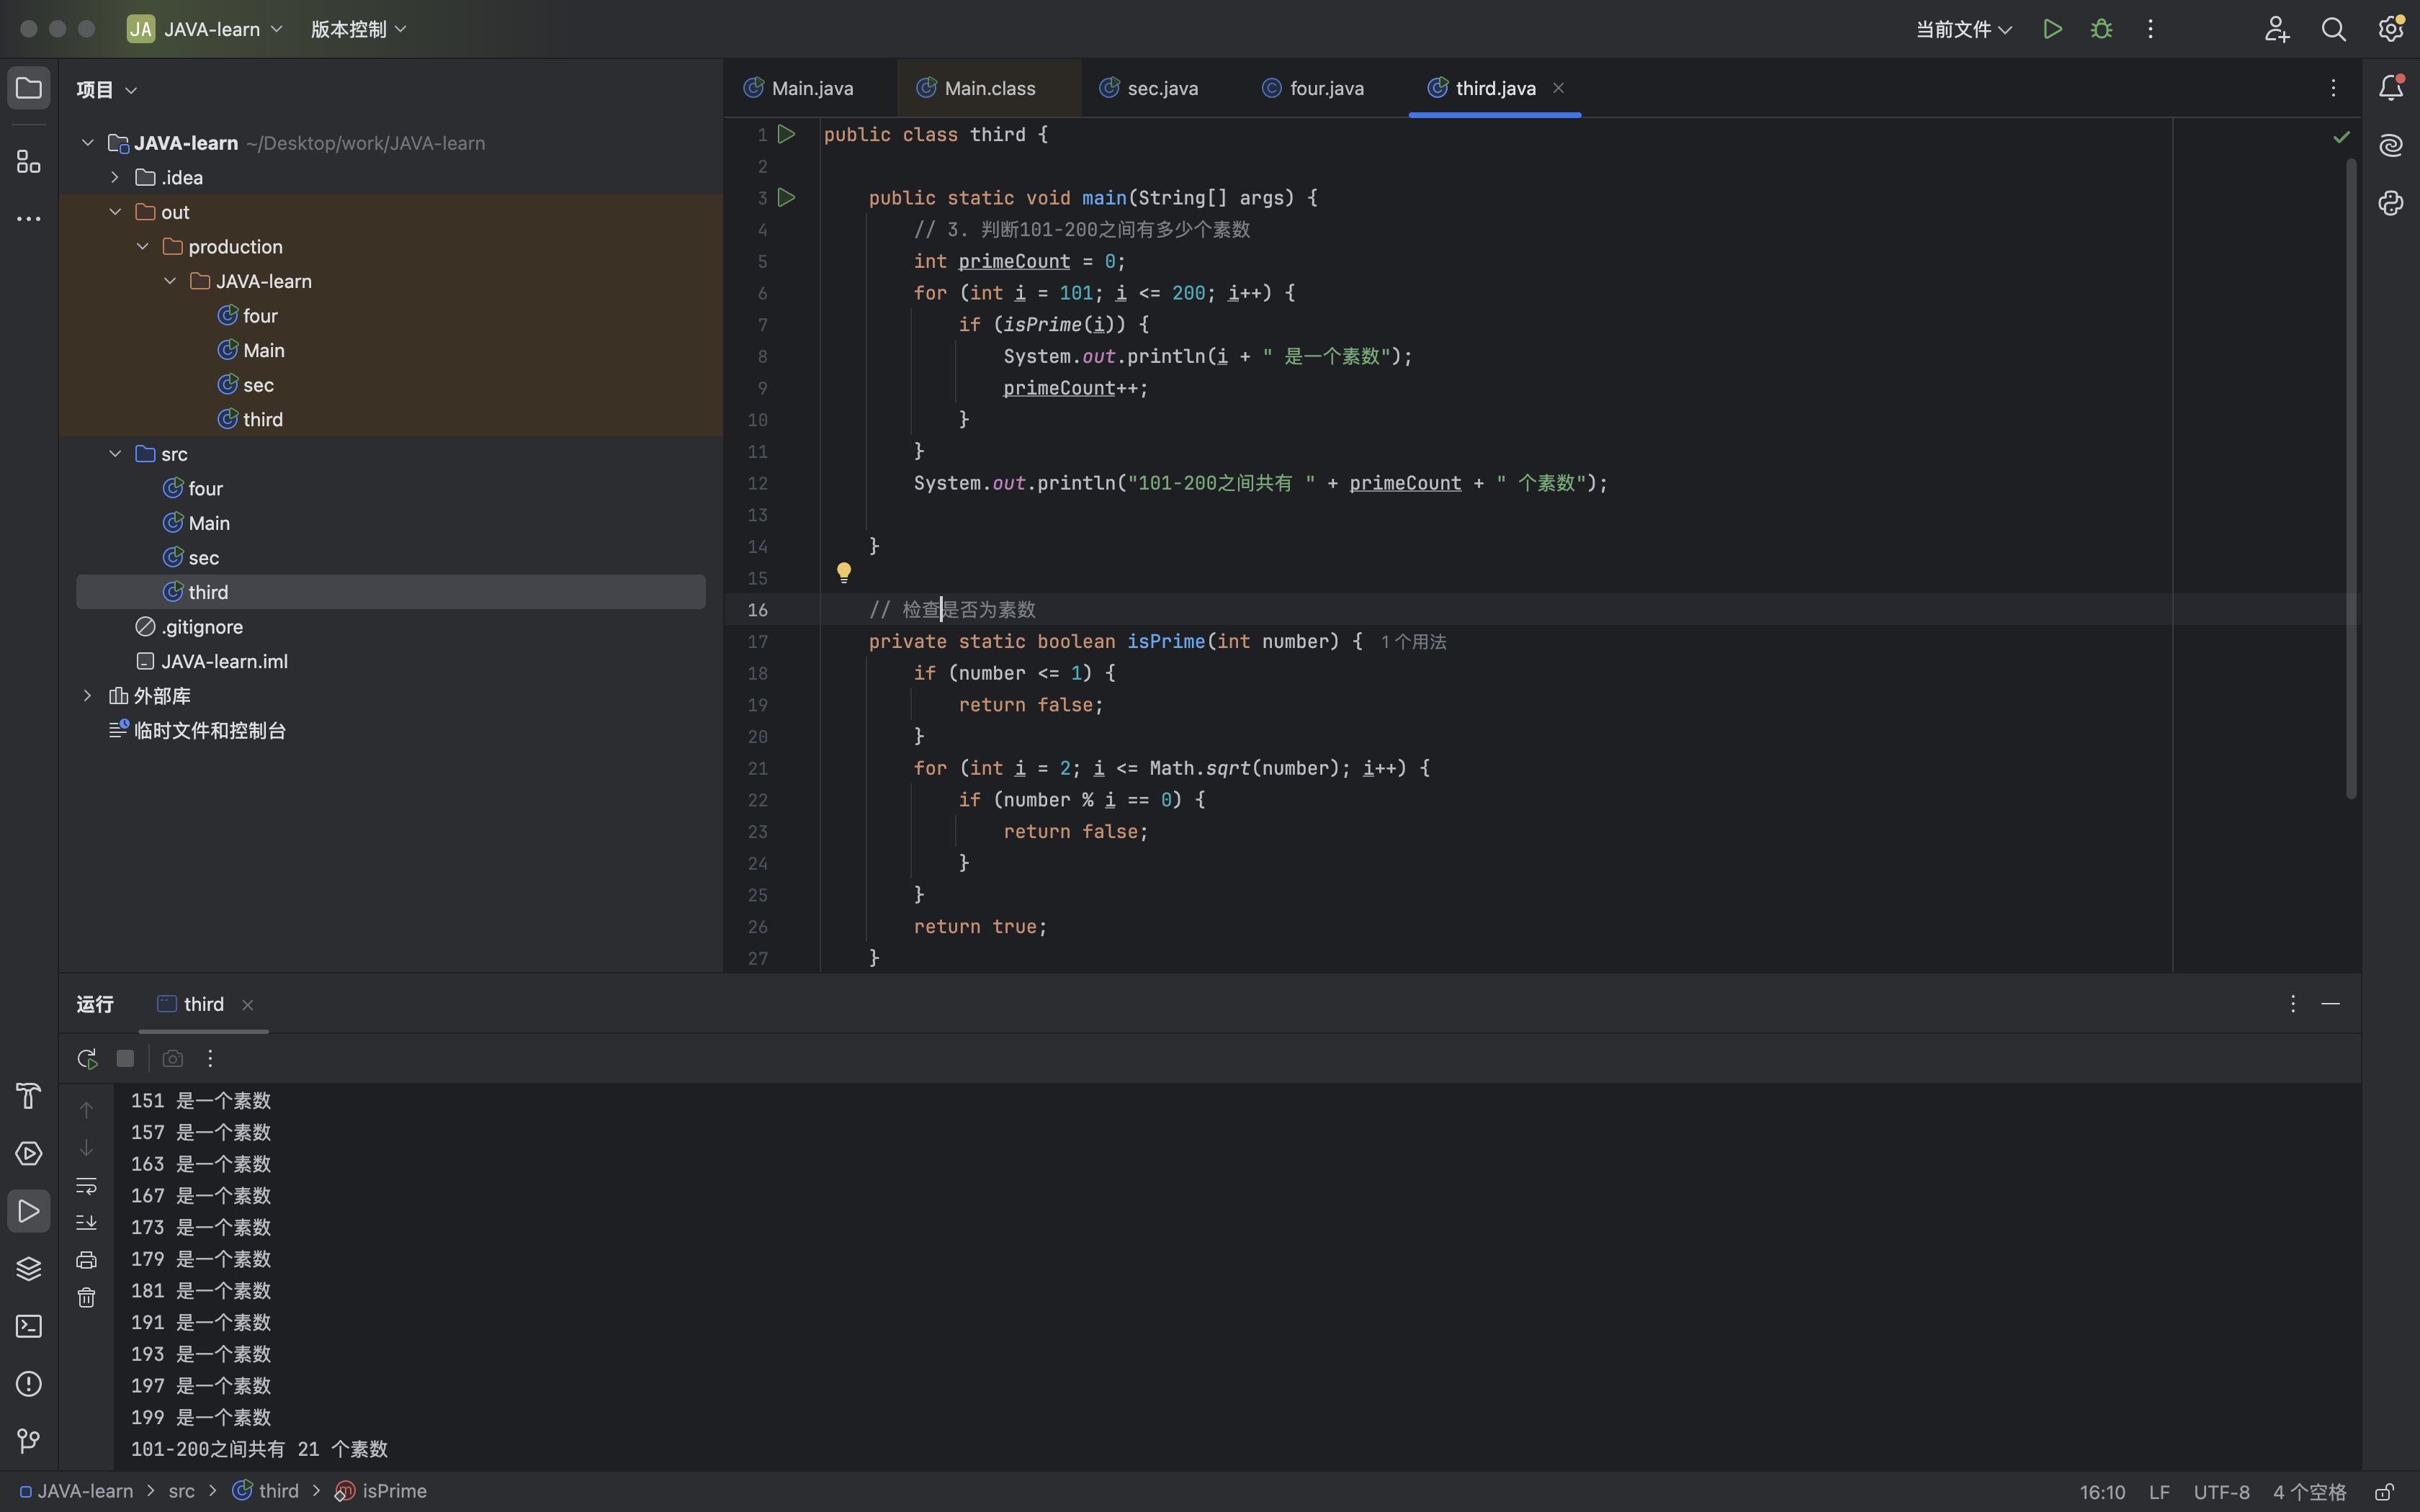 JA JAVA-learn 版本控制 当前文件
项目
JAVA-learn ~/Desktop/work/JAVA-learn
.idea
out
production
JAVA-learn
four
Main
sec
third
src
four
Main
sec
third
.gitignore
JAVA-learn.iml
外部库
临时文件和控制台
Main.java Main.class sec.java four.java third.java
1 public class third {
2
3 public static void main(String[] args) {
4 // 3. 判断101-200之间有多少个素数
5 int primeCount = 0;
6 for (int i = 101; i <= 200; i++) {
7 if (isPrime(i)) {
8 System.out.println(i + " 是一个素数");
9 primeCount++;
10 }
11 }
12 System.out.println("101-200之间共有 " + primeCount + " 个素数");
13
14 }
15
16 // 检查是否为素数
17 private static boolean isPrime(int number) { 1 个用法
18 if (number <= 1) {
19 return false;
20 }
21 for (int i = 2; i <= Math.sqrt(number); i++) {
22 if (number % i == 0) {
23 return false;
24 }
25 }
26 return true;
27 }
运行 third
151 是一个素数
157 是一个素数
163 是一个素数
167 是一个素数
173 是一个素数
179 是一个素数
181 是一个素数
191 是一个素数
193 是一个素数
197 是一个素数
199 是一个素数
101-200之间共有 21 个素数
JAVA-learn > src > third > isPrime 16:10 LF UTF-8 4 个空格